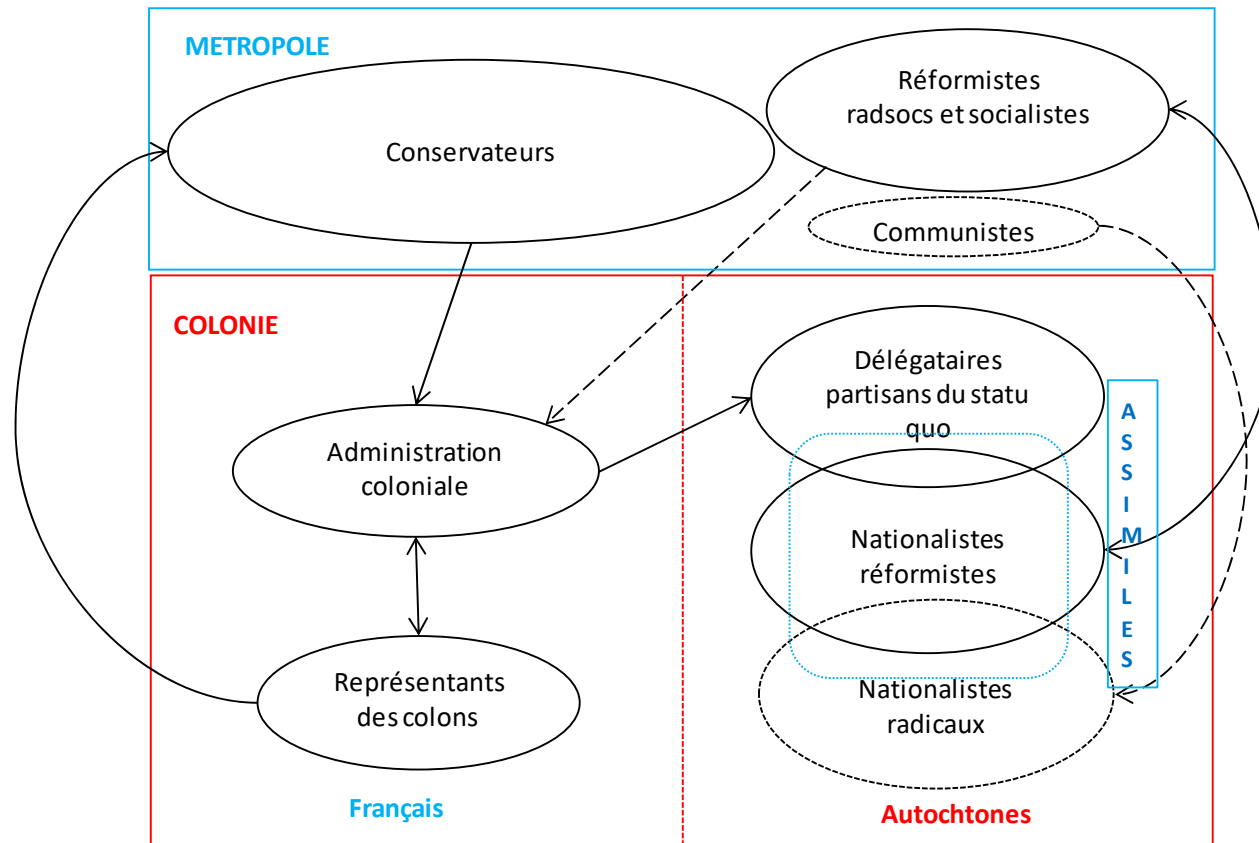 METROPOLE
Conservateurs
Réformistes
radsocs et socialistes
Communistes
COLONIE
Administration
coloniale
Représentants
des colons
Français
Délégataires
partisans du statu
quo
Nationalistes
réformistes
Nationalistes
radicaux
A
S
S
I
M
I
L
E
S
Autochtones